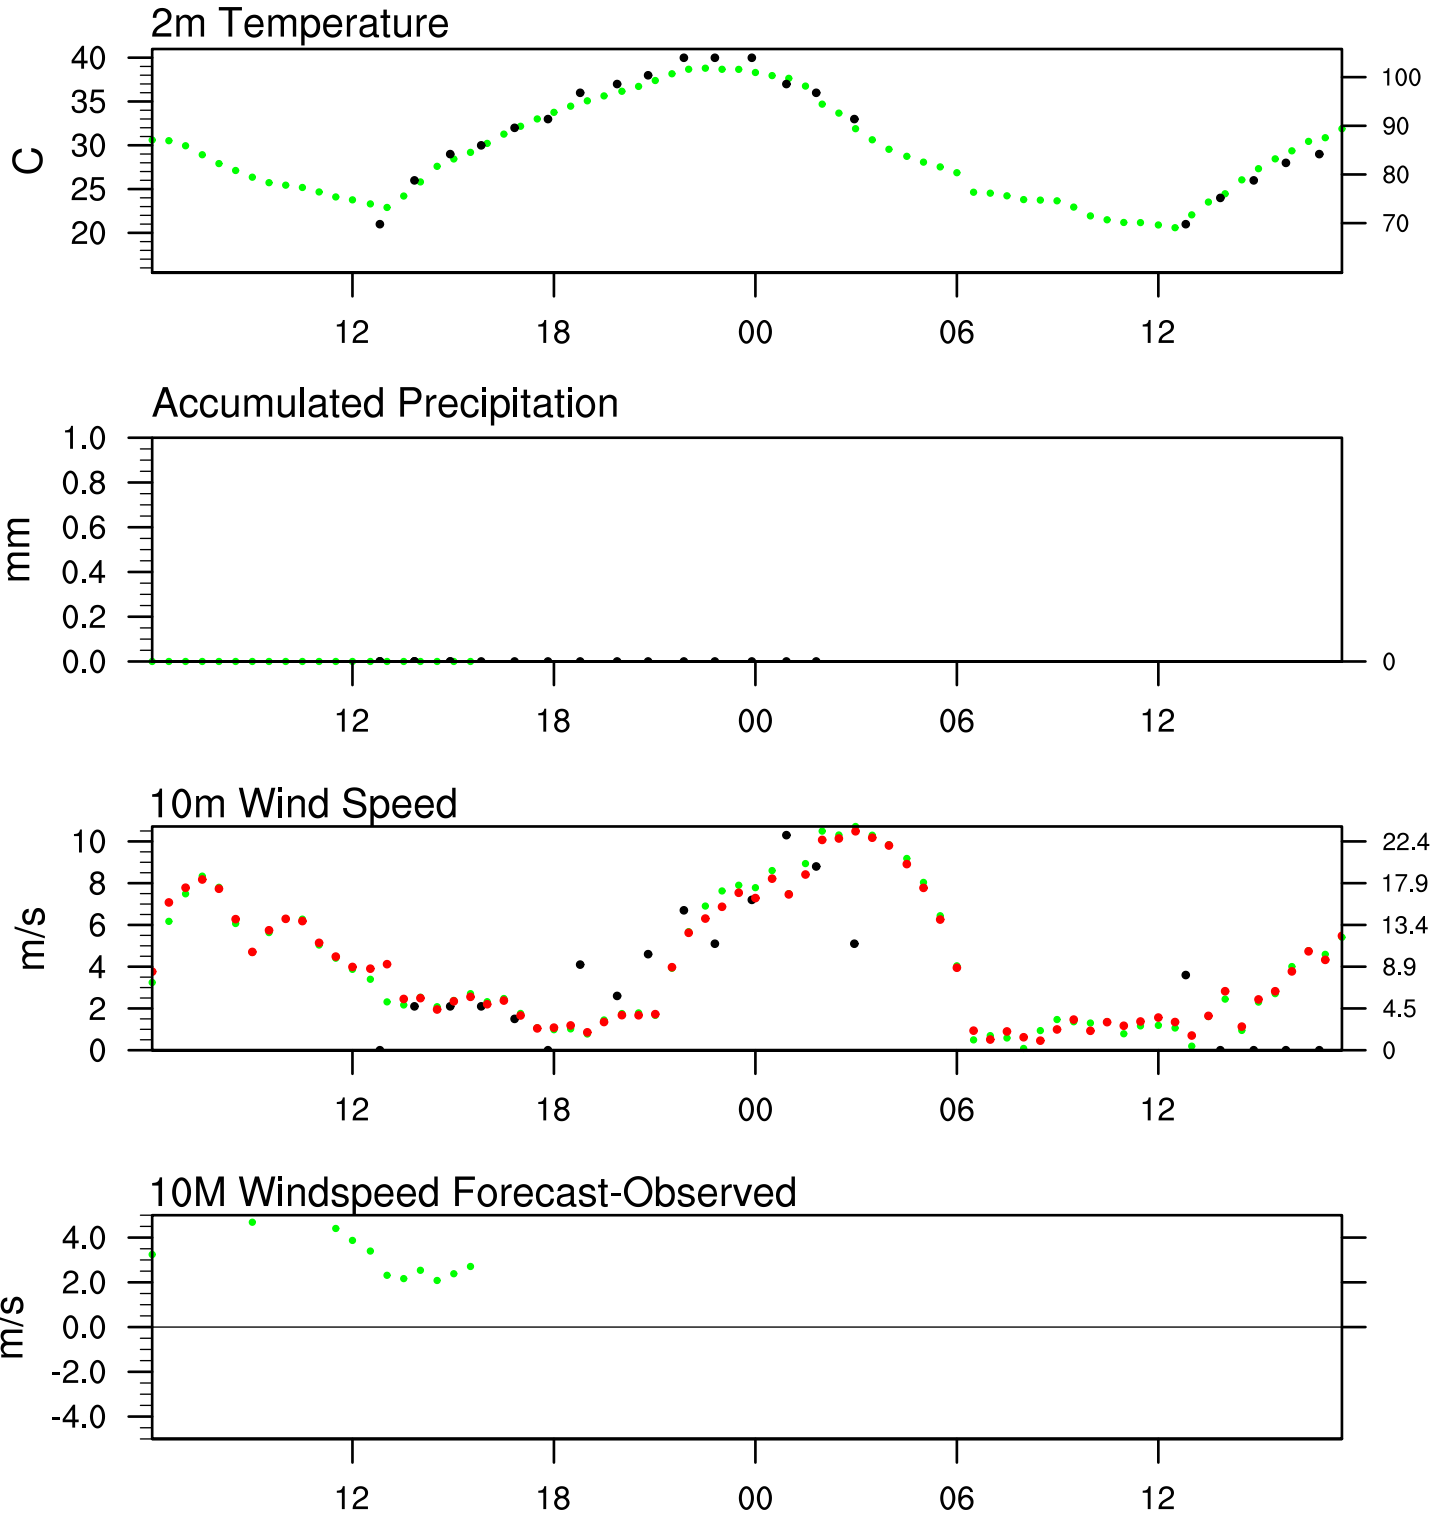 2m Temperature
40
35
30
25
20
C
100
90
80
70
12 18 00 06 12
Accumulated Precipitation
1.0
0.8
0.6
0.4
0.2
0.0
mm
0
12 18 00 06 12
10m Wind Speed
10
8
6
4
2
0
m/s
22.4
17.9
13.4
8.9
4.5
0
12 18 00 06 12
10M Windspeed Forecast-Observed
4.0
2.0
0.0
-2.0
-4.0
m/s
12 18 00 06 12